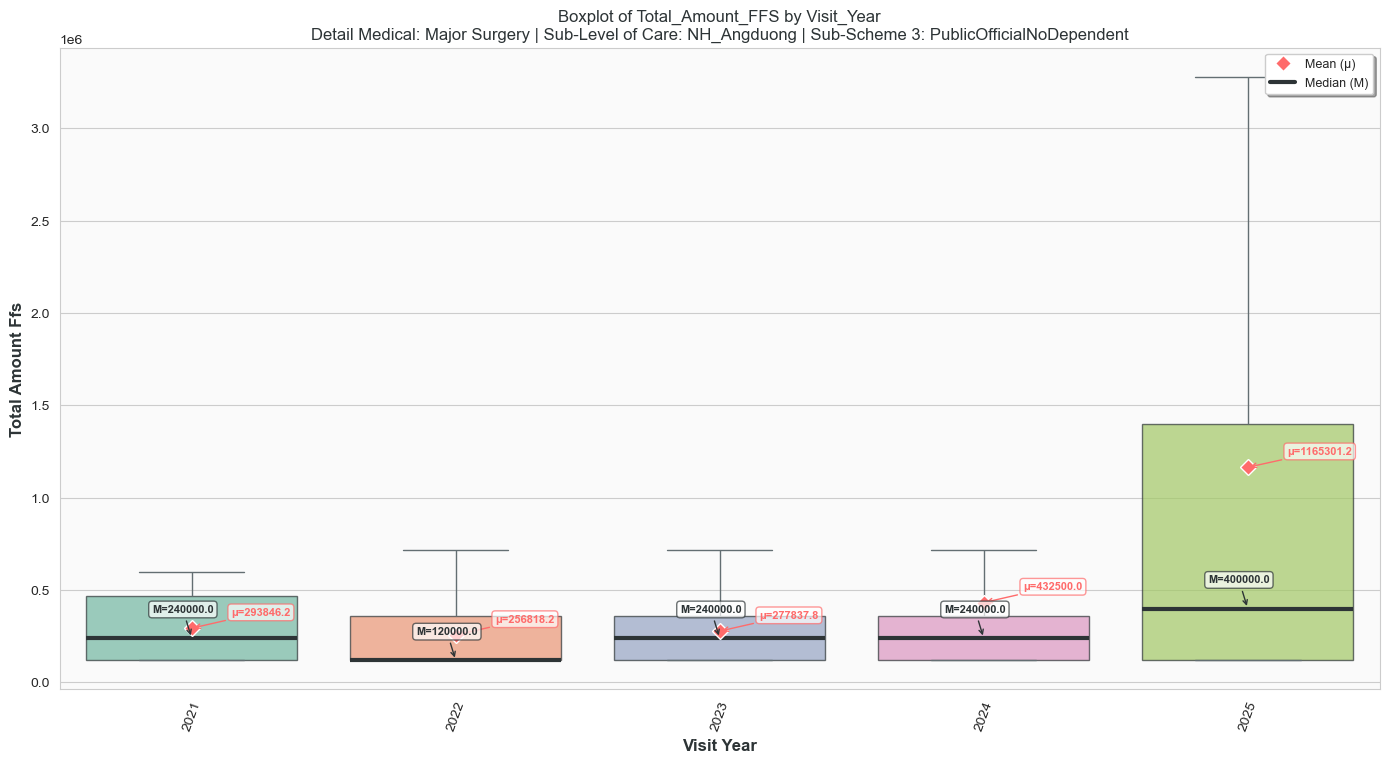 Boxplot of Total_Amount_FFS by Visit_Year
Detail Medical: Major Surgery | Sub-Level of Care: NH_Angduong | Sub-Scheme 3: PublicOfficialNoDependent
1e6
Mean (μ)
Median (M)
3.0
2.5
2.0
1.5
1.0
0.5
0.0
Total Amount Ffs
M=240000.0
μ=293846.2
M=120000.0
μ=256818.2
M=240000.0
μ=277837.8
M=240000.0
μ=432500.0
M=400000.0
μ=1165301.2
2021
2022
2023
2024
2025
Visit Year